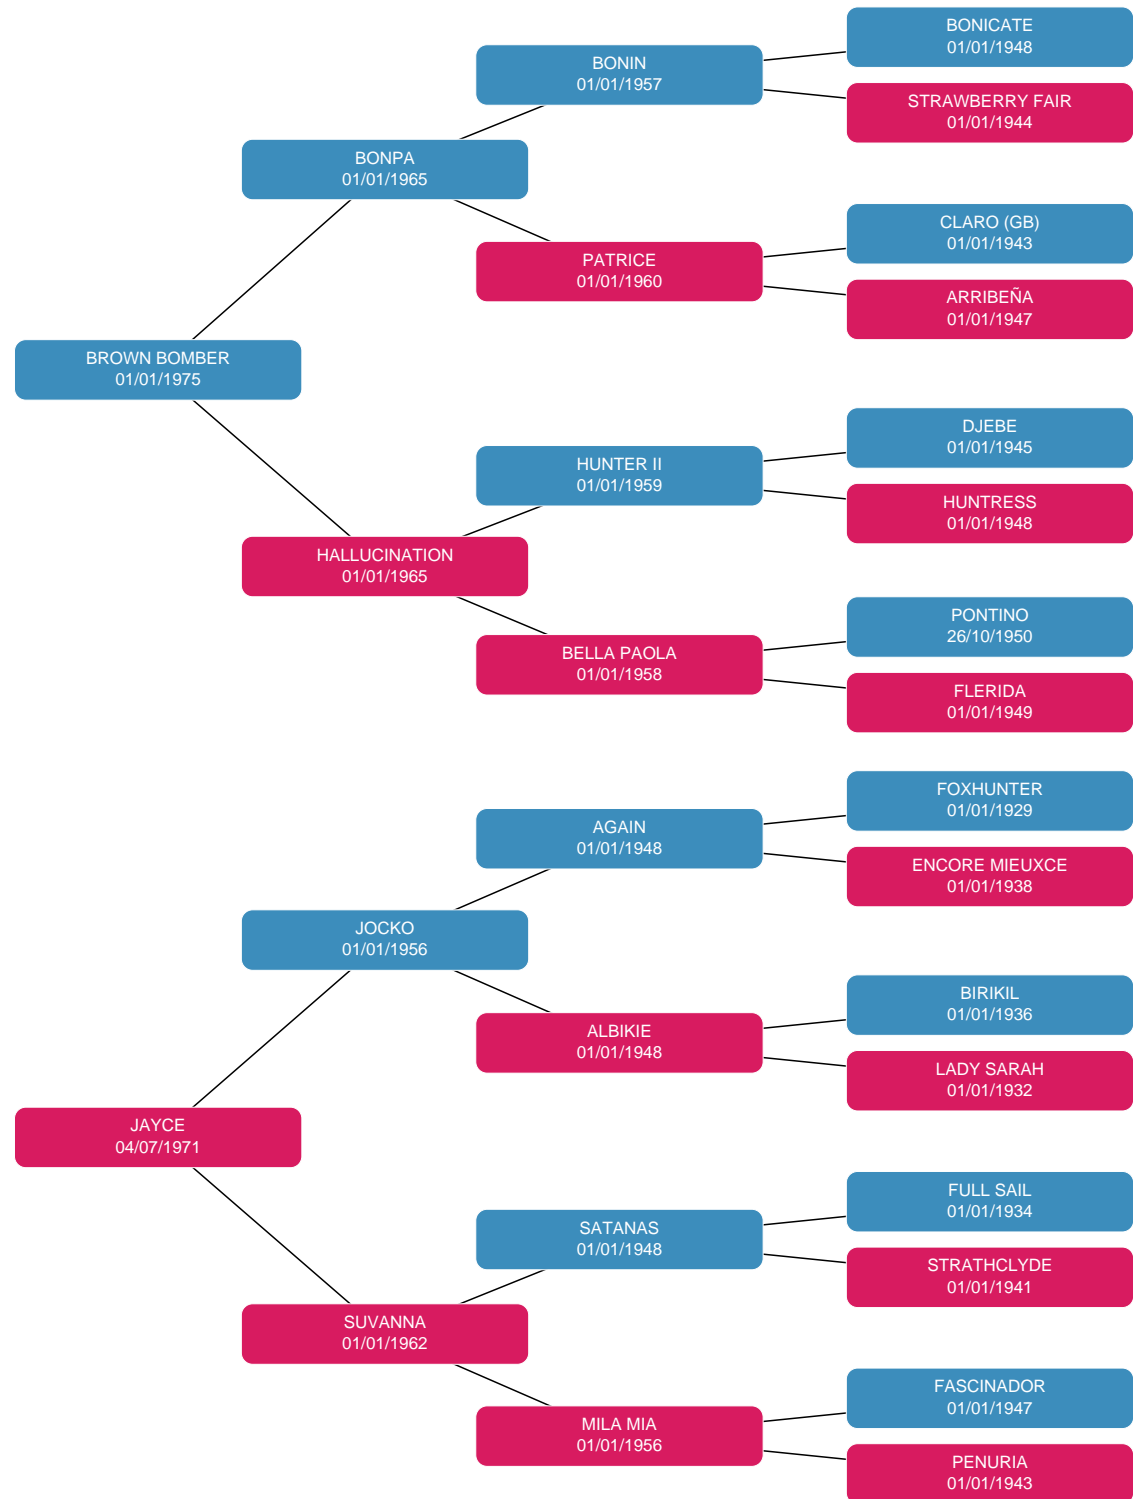 BONICATE
01/01/1948
BONIN
01/01/1957
STRAWBERRY FAIR
01/01/1944
BONPA
01/01/1965
CLARO (GB)
01/01/1943
PATRICE
01/01/1960
ARRIBEÑA
01/01/1947
BROWN BOMBER
01/01/1975
DJEBE
01/01/1945
HUNTER II
01/01/1959
HUNTRESS
01/01/1948
HALLUCINATION
01/01/1965
PONTINO
26/10/1950
BELLA PAOLA
01/01/1958
FLERIDA
01/01/1949
FOXHUNTER
01/01/1929
AGAIN
01/01/1948
ENCORE MIEUXCE
01/01/1938
JOCKO
01/01/1956
BIRIKIL
01/01/1936
ALBIKIE
01/01/1948
LADY SARAH
01/01/1932
JAYCE
04/07/1971
FULL SAIL
01/01/1934
SATANAS
01/01/1948
STRATHCLYDE
01/01/1941
SUVANNA
01/01/1962
FASCINADOR
01/01/1947
MILA MIA
01/01/1956
PENURIA
01/01/1943